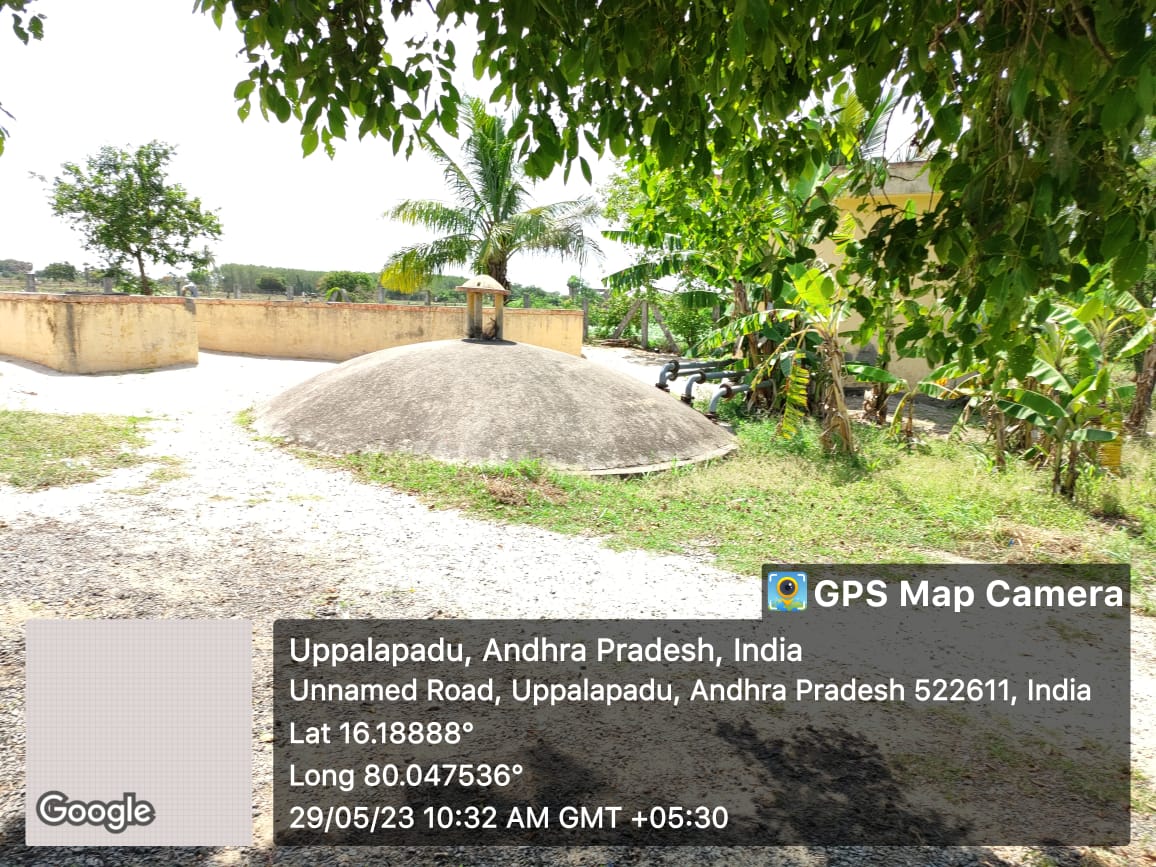 GPS Map Camera
Uppalapadu, Andhra Pradesh, India
Unnamed Road, Uppalapadu, Andhra Pradesh 522611, India
Lat 16.18888°
Long 80.047536°
29/05/23 10:32 AM GMT +05:30
Google